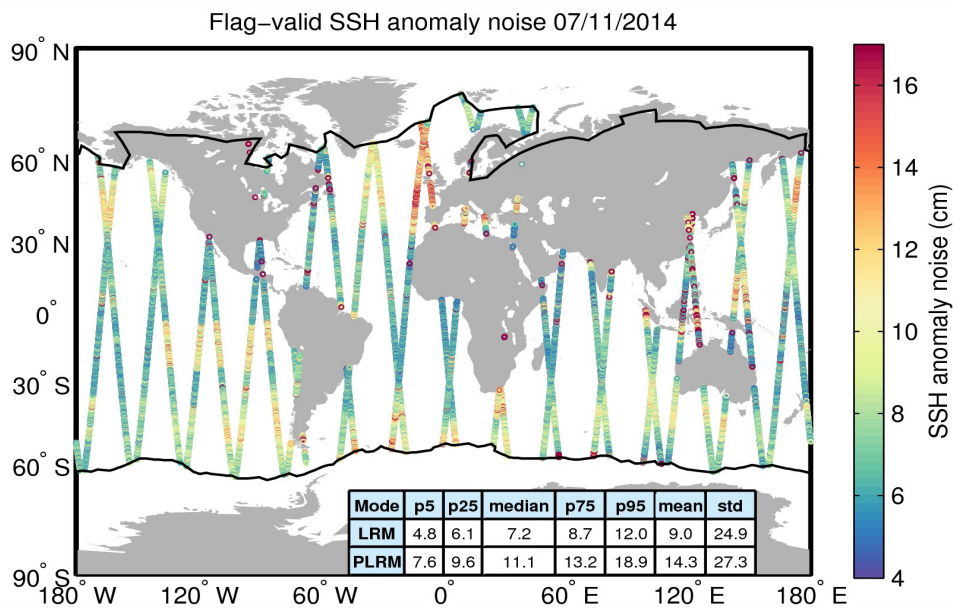 Flag−valid SSH anomaly noise 07/11/2014
90° N
60° N
30° N
0°
30° S
60° S
90° S
180° W
120° W
60° W
0°
60° E
120° E
180° E
16
14
12
10
8
6
4
SSH anomaly noise (cm)
Mode p5 p25 median p75 p95 mean std
LRM 4.8 6.1 7.2 8.7 12.0 9.0 24.9
PLRM 7.6 9.6 11.1 13.2 18.9 14.3 27.3